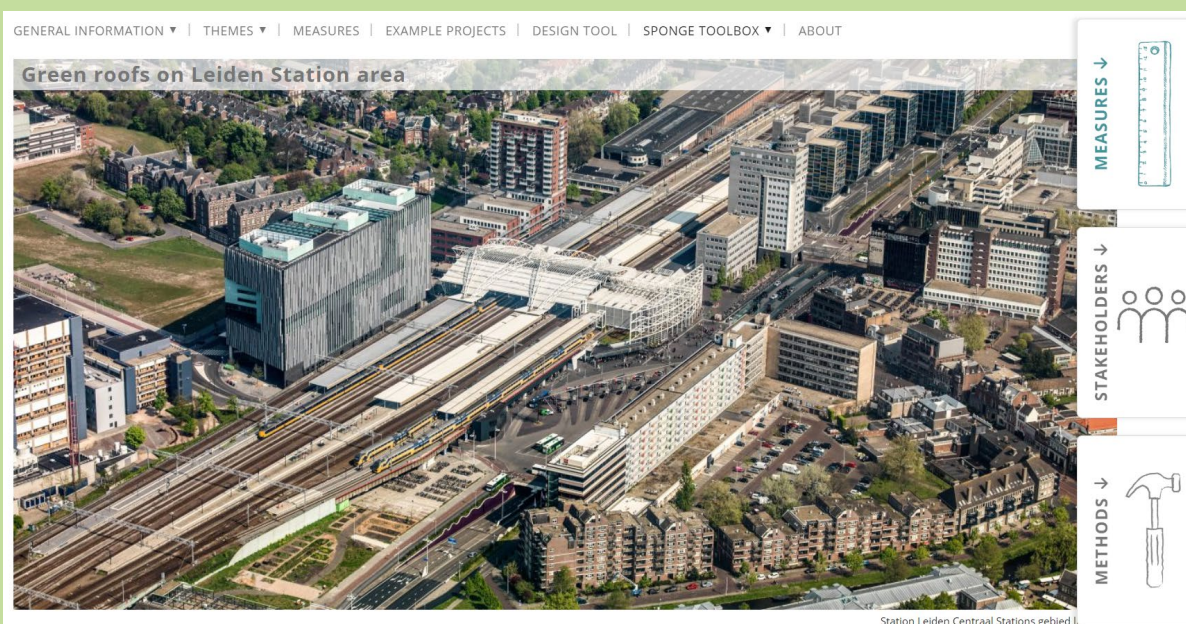 GENERAL INFORMATION ▼ | THEMES ▼ | MEASURES | EXAMPLE PROJECTS | DESIGN TOOL | SPONGE TOOLBOX ▼ | ABOUT
Green roofs on Leiden Station area
MEASURES ↓
STAKEHOLDERS ↓
METHODS ↓
Station Leiden Centraal Stations gebied